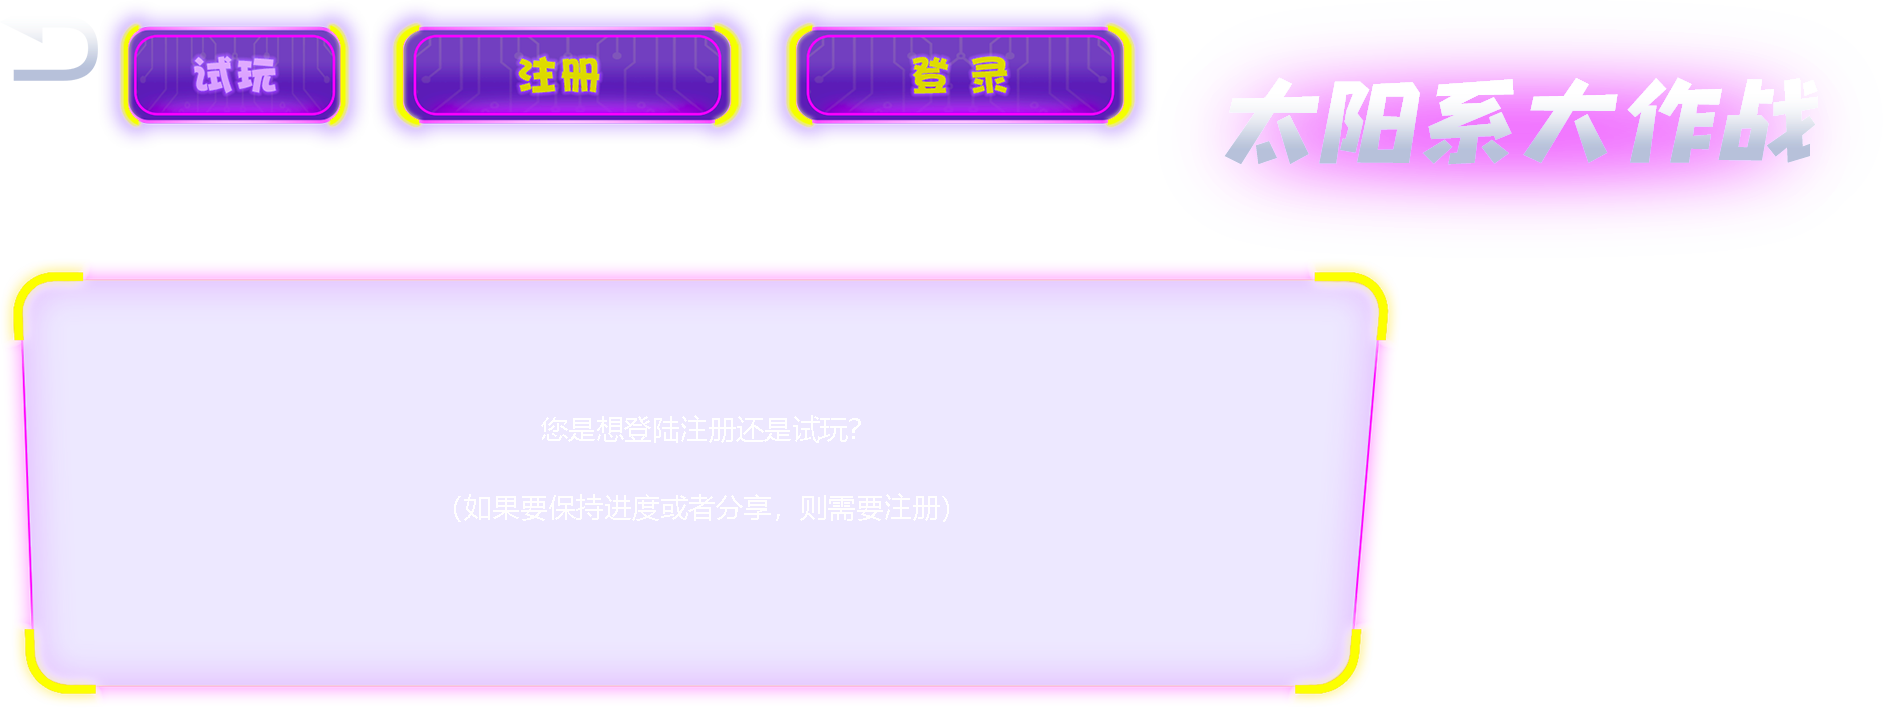 试玩
注册
登 录
太阳系大作战
您是想登陆注册还是试玩?
（如果要保持进度或者分享，则需要注册）